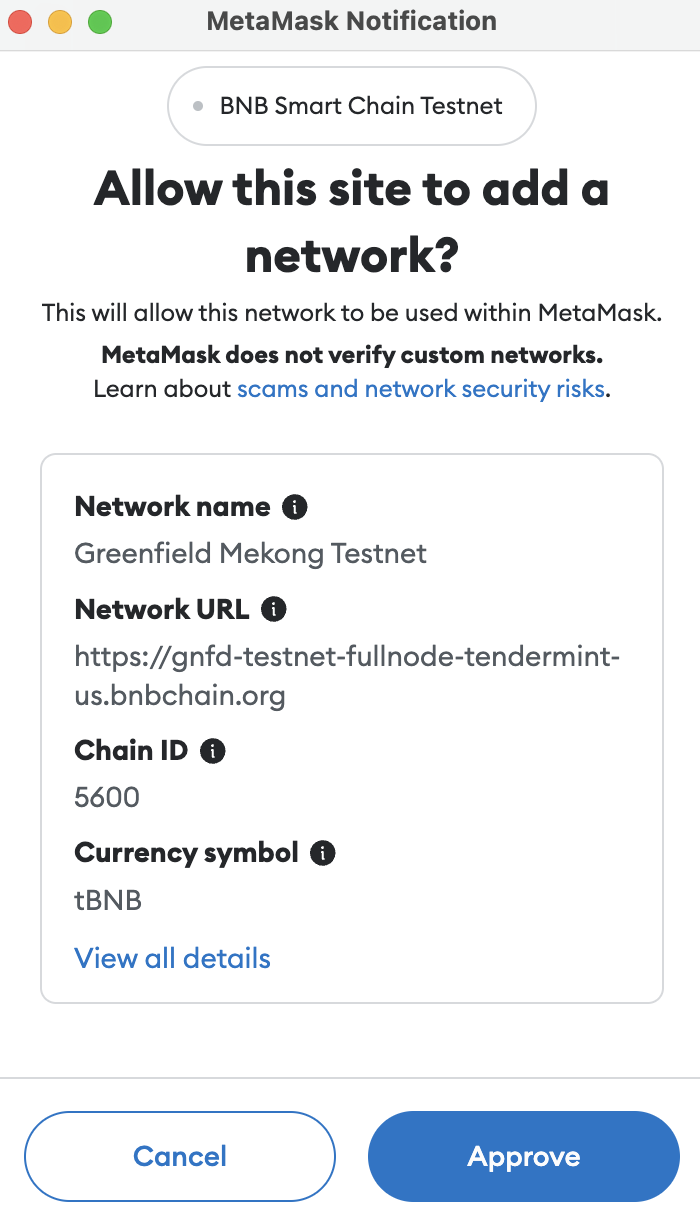 MetaMask Notification
BNB Smart Chain Testnet
Allow this site to add a
network?
This will allow this network to be used within MetaMask.
MetaMask does not verify custom networks.
Learn about scams and network security risks.
Network name
Greenfield Mekong Testnet
Network URL
https://gnfd-testnet-fullnode-tendermint-
us.bnbchain.org
Chain ID
5600
Currency symbol
tBNB
View all details
Cancel
Approve